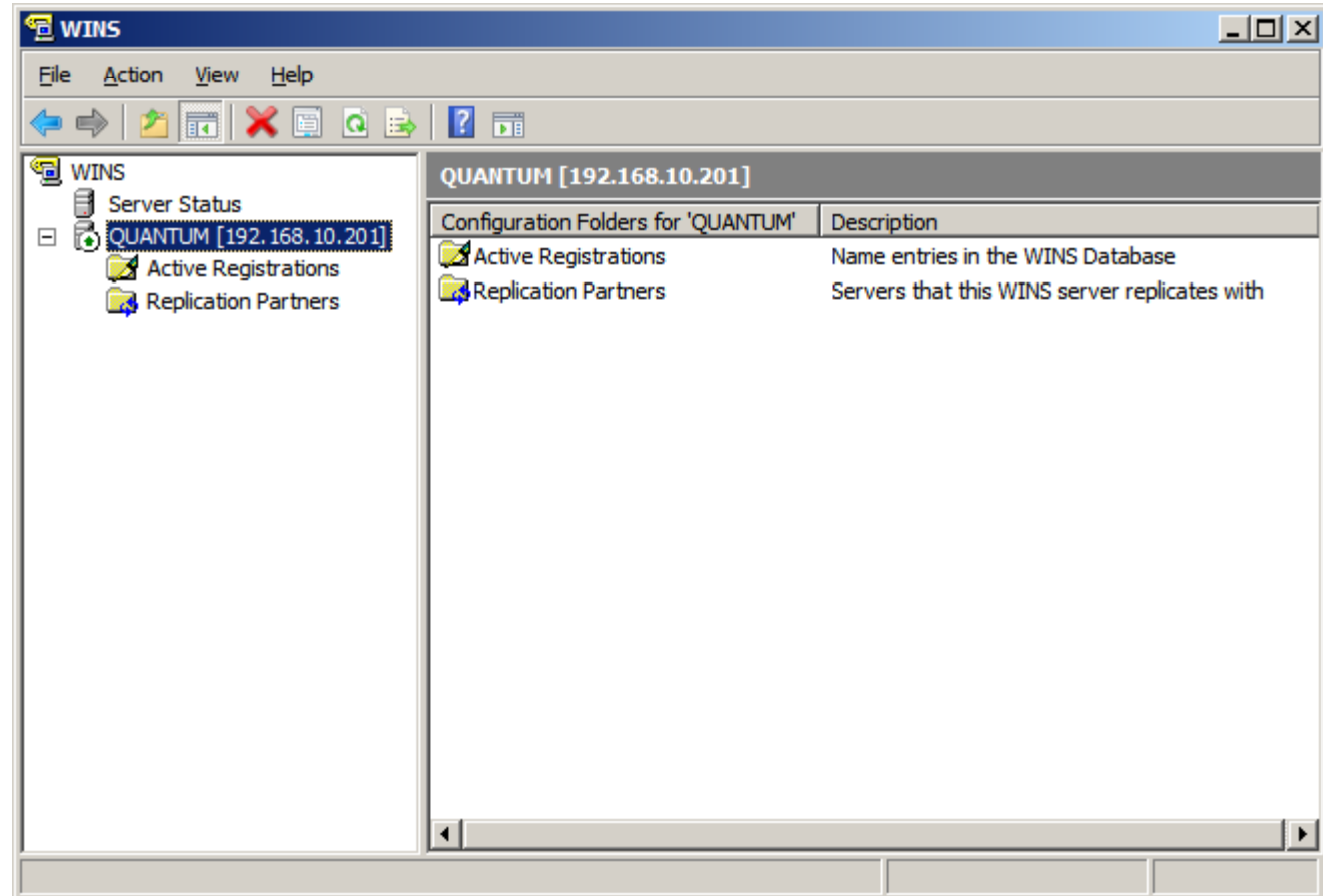 WINS
File Action View Help
WINS
Server Status
QUANTUM [192.168.10.201]
Active Registrations
Replication Partners
QUANTUM [192.168.10.201]
Configuration Folders for 'QUANTUM' Description
Active Registrations Name entries in the WINS Database
Replication Partners Servers that this WINS server replicates with